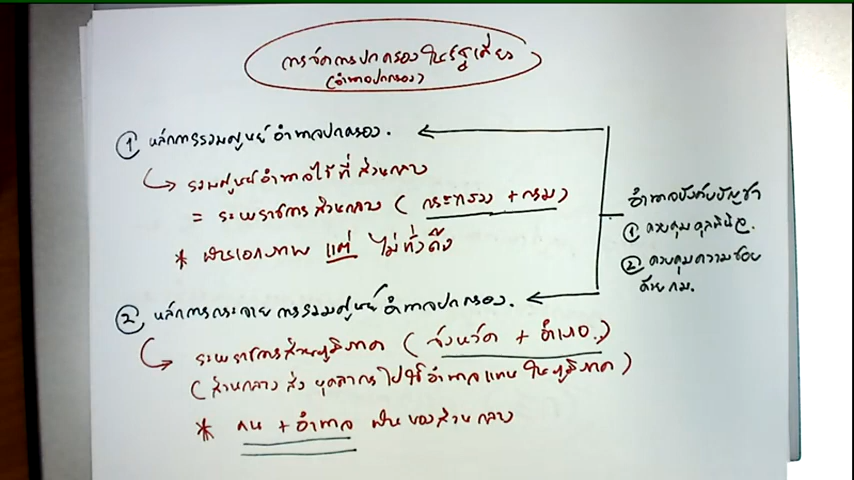 การจัดการปกครองในรัฐเดี่ยว
(อำนาจปกครอง)
① หลักการรวมศูนย์อำนาจปกครอง.
รวมศูนย์อำนาจไว้ที่ส่วนกลาง
= ระบบราชการส่วนกลาง (กระทรวง + กรม)
* เป็นเอกภาพ แต่ ไม่ทั่วถึง
② หลักการกระจายการรวมศูนย์อำนาจปกครอง.
ระบบราชการส่วนภูมิภาค (จังหวัด + อำเภอ..)
(ส่วนกลาง ส่ง บุคลากรไปใช้อำนาจแทนในภูมิภาค)
* คน + อำนาจ เป็นของส่วนกลาง
อำนาจบังคับบัญชา
① ควบคุมดุลพินิจ.
② ควบคุมความชอบ
ด้วย กม.